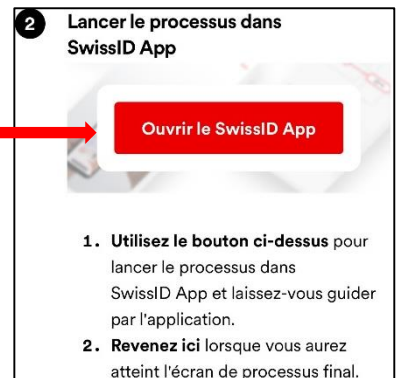 2 Lancer le processus dans
SwissID App
Ouvrir le SwissID App
1. Utilisez le bouton ci-dessus pour
lancer le processus dans
SwissID App et laissez-vous guider
par l'application.
2. Revenez ici lorsque vous aurez
atteint l'écran de processus final.